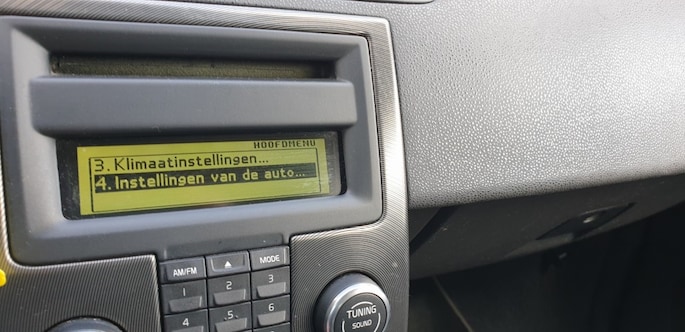 HOOFDMENU
3. Klimaatinstellingen...
4. Instellingen van de auto...
AM/FM
MODE
1 2 3
4 5 6
TUNING
SOUND